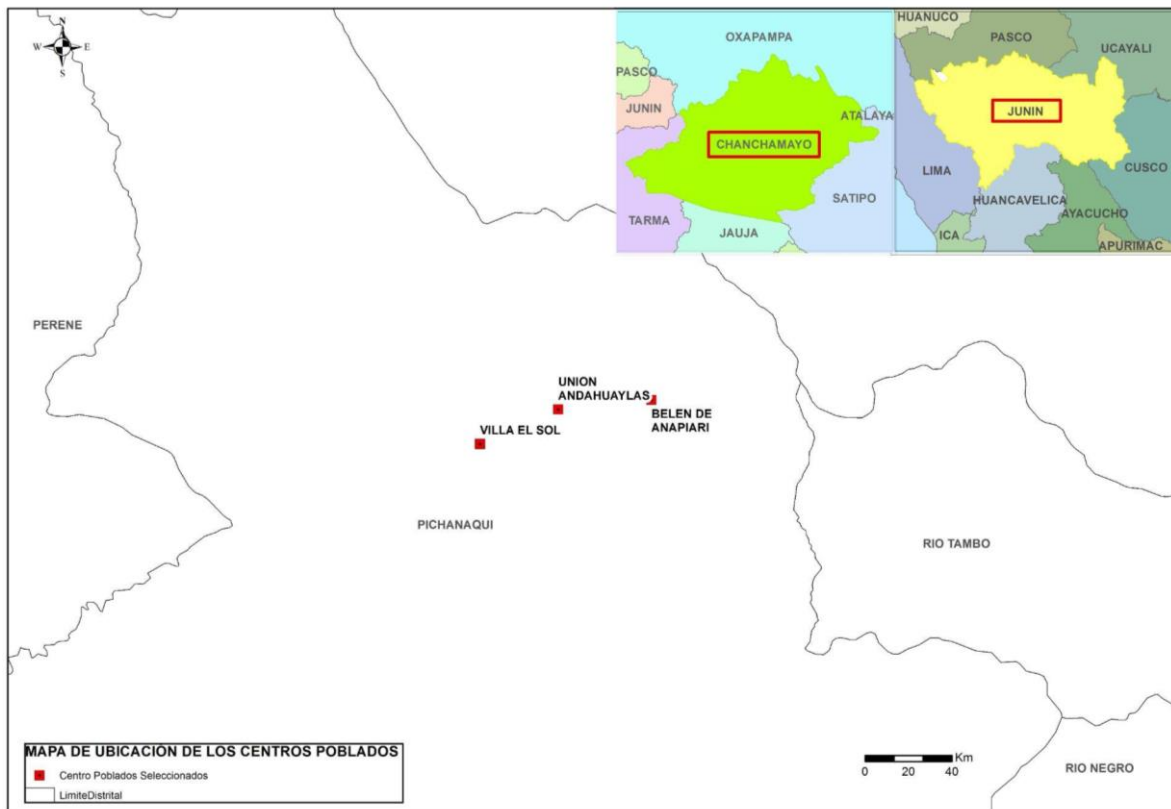 N
W E
S
OXAPAMPA
PASCO
JUNIN
ATALAYA
CHANCHAMAYO
SATIPO
TARMA
JAUJA
HUANUCO
PASCO
UCAYALI
JUNIN
LIMA
CUSCO
HUANCAVELICA
AYACUCHO
ICA
APURIMAC
PERENE
UNION
ANDAHUAYLAS
BELEN DE
ANAPIARI
VILLA EL SOL
PICHANAQUI
RIO TAMBO
MAPA DE UBICACION DE LOS CENTROS POBLADOS
Centro Poblados Seleccionados
LimiteDistrital
Km
0 20 40
RIO NEGRO